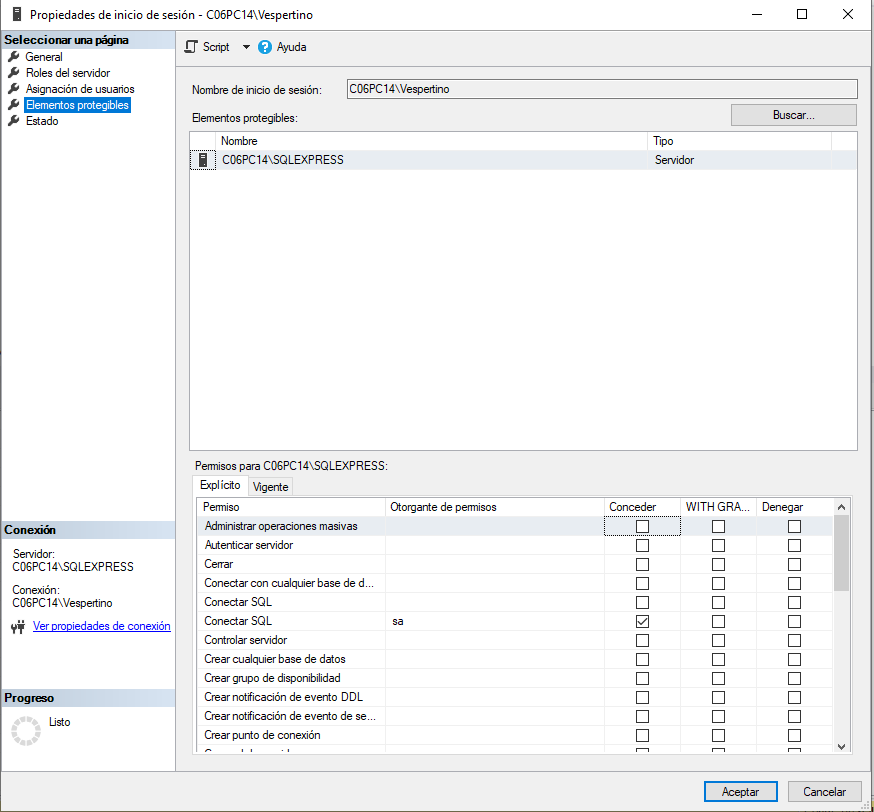 Propiedades de inicio de sesión - C06PC14\Vespertino
Seleccionar una página
General
Roles del servidor
Asignación de usuarios
Elementos protegibles
Estado
Script
Ayuda
Nombre de inicio de sesión: C06PC14\Vespertino
Elementos protegibles:
Buscar...
Nombre Tipo
C06PC14\SQLEXPRESS Servidor
Permisos para C06PC14\SQLEXPRESS:
Explícito Vigente
Permiso Otorgante de permisos Conceder WITH GRA... Denegar
Administrar operaciones masivas
Autenticar servidor
Cerrar
Conectar con cualquier base de d...
Conectar SQL
Conectar SQL sa
Controlar servidor
Crear cualquier base de datos
Crear grupo de disponibilidad
Crear notificación de evento DDL
Crear notificación de evento de se...
Crear punto de conexión
Conexión
Servidor:
C06PC14\SQLEXPRESS
Conexión:
C06PC14\Vespertino
Ver propiedades de conexión
Progreso
Listo
Aceptar Cancelar